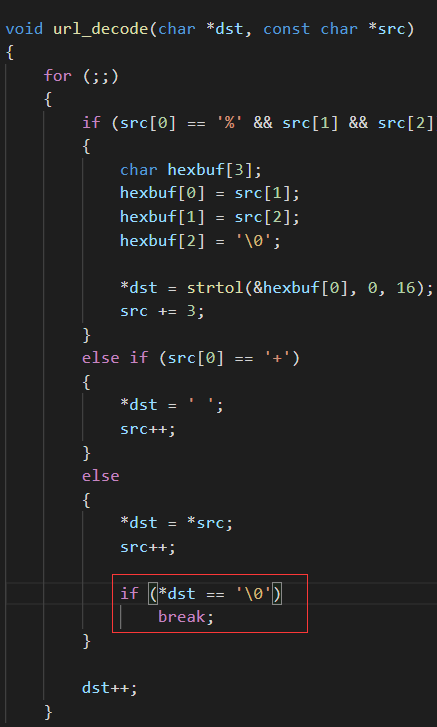 void url_decode(char *dst, const char *src)
{
    for (;;)
    {
        if (src[0] == '%' && src[1] && src[2]
        {
            char hexbuf[3];
            hexbuf[0] = src[1];
            hexbuf[1] = src[2];
            hexbuf[2] = '\0';

            *dst = strtol(&hexbuf[0], 0, 16);
            src += 3;
        }
        else if (src[0] == '+')
        {
            *dst = ' ';
            src++;
        }
        else
        {
            *dst = *src;
            src++;

            if (*dst == '\0')
                break;
        }

        dst++;
    }